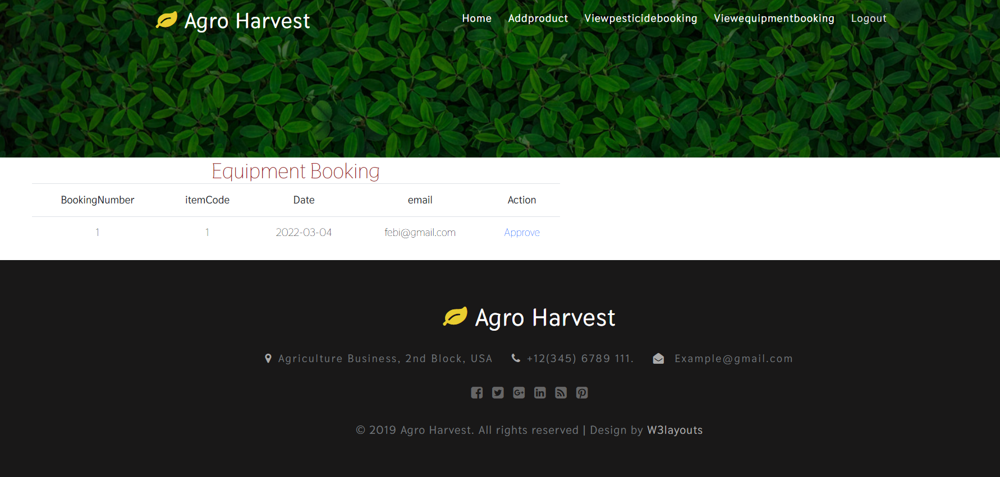 Agro Harvest Home Addproduct Viewpesticidebooking Viewequipmentbooking Logout
Equipment Booking
BookingNumber itemCode Date email Action
1 1 2022-03-04 febi@gmail.com Approve
Agro Harvest
Agriculture Business, 2nd Block, USA +12(345) 6789 111. Example@gmail.com
© 2019 Agro Harvest. All rights reserved | Design by W3layouts